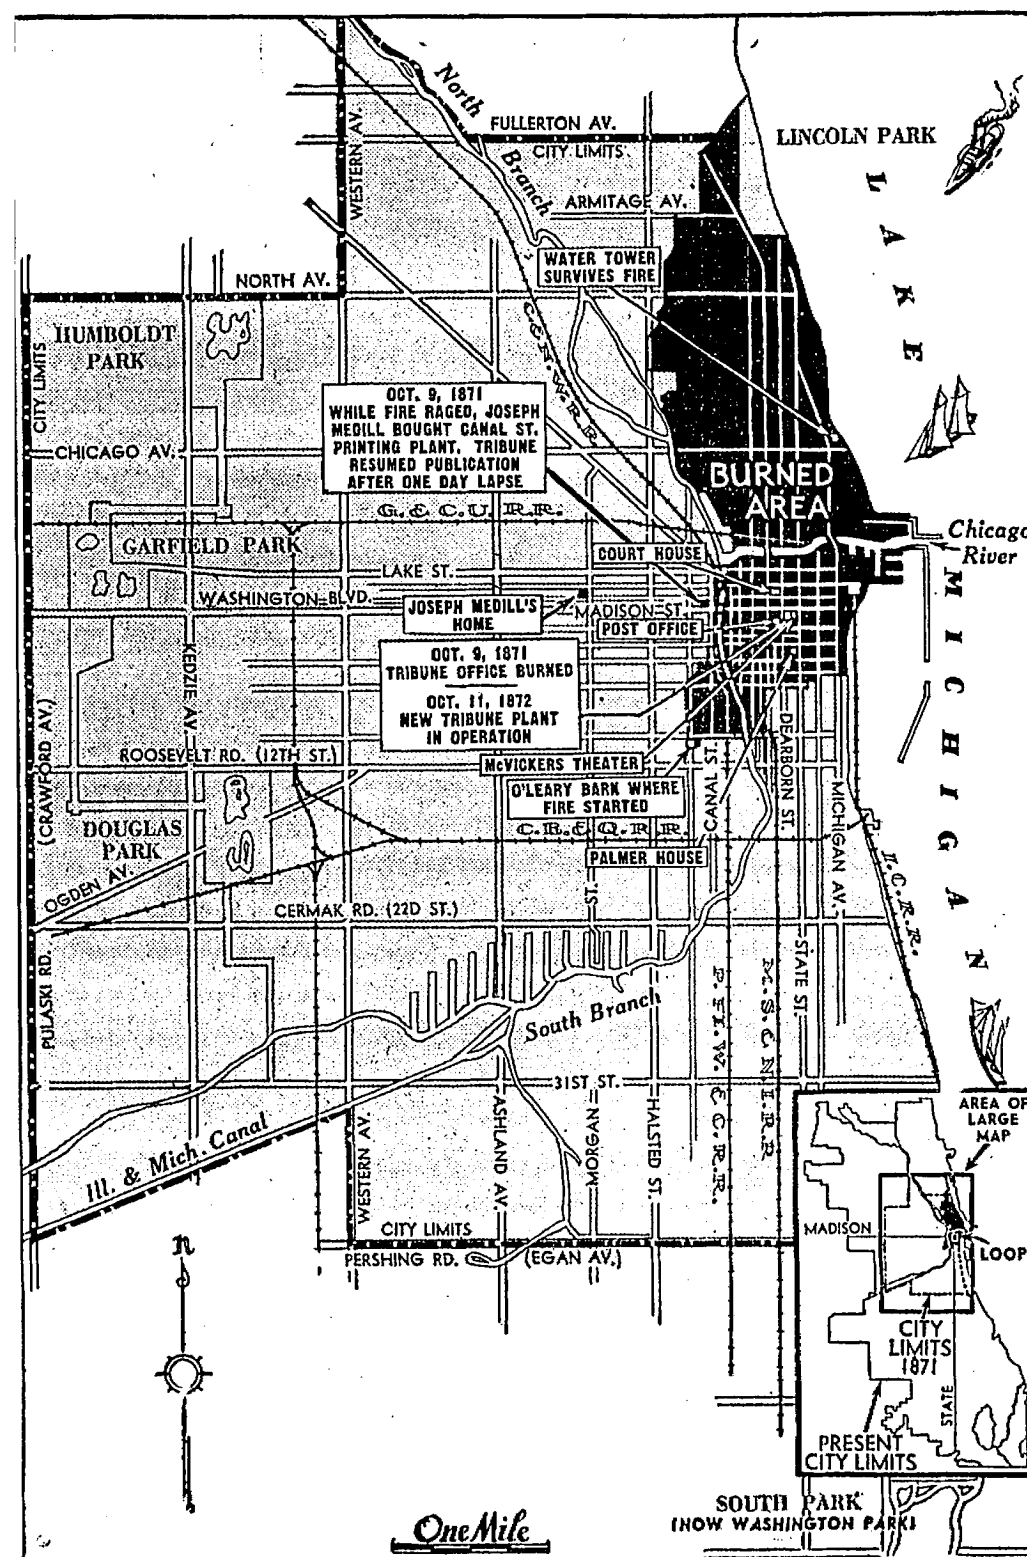 North
Branch
FULLERTON AV.
CITY LIMITS
LINCOLN PARK
WESTERN AV.
ARMITAGE AV.
LAKE MICHIGAN
WATER TOWER
SURVIVES FIRE
NORTH AV.
HUMBOLDT
PARK
CITY LIMITS
C.& N.W.R.R.
OCT. 9, 1871
WHILE FIRE RAGED, JOSEPH
MEDILL BOUGHT CANAL ST.
PRINTING PLANT. TRIBUNE
RESUMED PUBLICATION
AFTER ONE DAY LAPSE
CHICAGO AV.
BURNED
AREA
G.& C.U.R.R.
Chicago
River
GARFIELD PARK
COURT HOUSE
LAKE ST.
WASHINGTON BLVD.
JOSEPH MEDILL'S
HOME
MADISON ST.
POST OFFICE
KEDZIE AV.
OCT. 9, 1871
TRIBUNE OFFICE BURNED
OCT. 11, 1872
NEW TRIBUNE PLANT
IN OPERATION
(CRAWFORD AV.)
ROOSEVELT RD. (12TH ST.)
McVICKERS THEATER
DEARBORN ST.
CANAL ST.
MICHIGAN AV.
O'LEARY BARN WHERE
FIRE STARTED
DOUGLAS
PARK
C.B.& Q.R.R.
PALMER HOUSE
I.C.R.R.
OGDEN AV.
CERMAK RD. (22D ST.)
ST.
PULASKI RD.
STATE ST.
South Branch
P.F.T.W.& C.R.R.
M.S.& N.I.R.R
31ST ST.
Ill. & Mich. Canal
WESTERN AV.
ASHLAND AV.
MORGAN
HALSTED ST.
CITY LIMITS
PERSHING RD.
(EGAN AV.)
AREA OF
LARGE
MAP
MADISON
LOOP
CITY
LIMITS
1871
STATE
PRESENT
CITY LIMITS
n
One Mile
SOUTH PARK
(NOW WASHINGTON PARK)